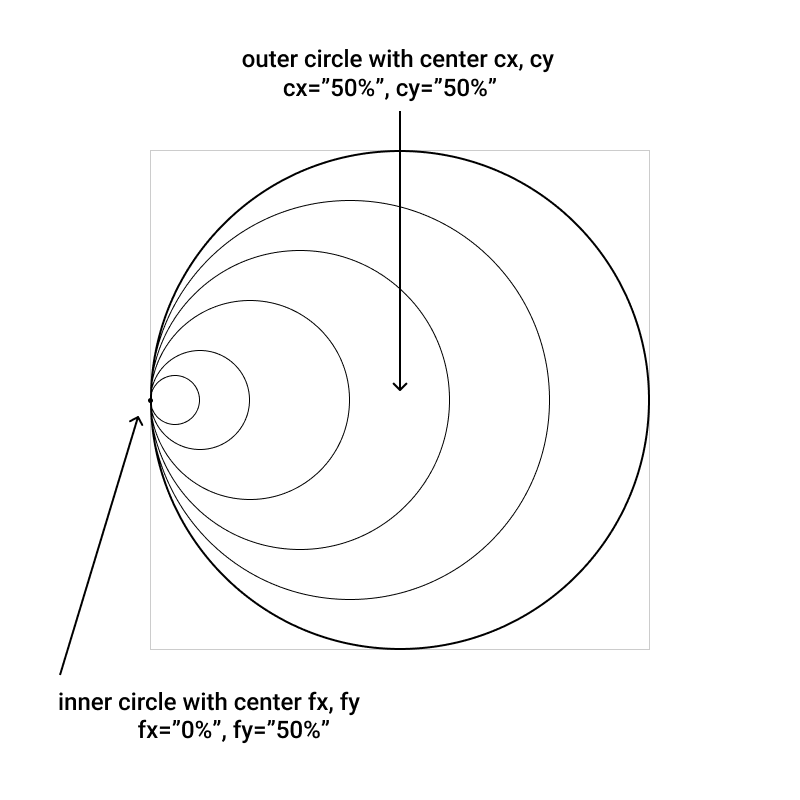 outer circle with center cx, cy
cx=”50%”, cy=”50%”
inner circle with center fx, fy
fx=”0%”, fy=”50%”